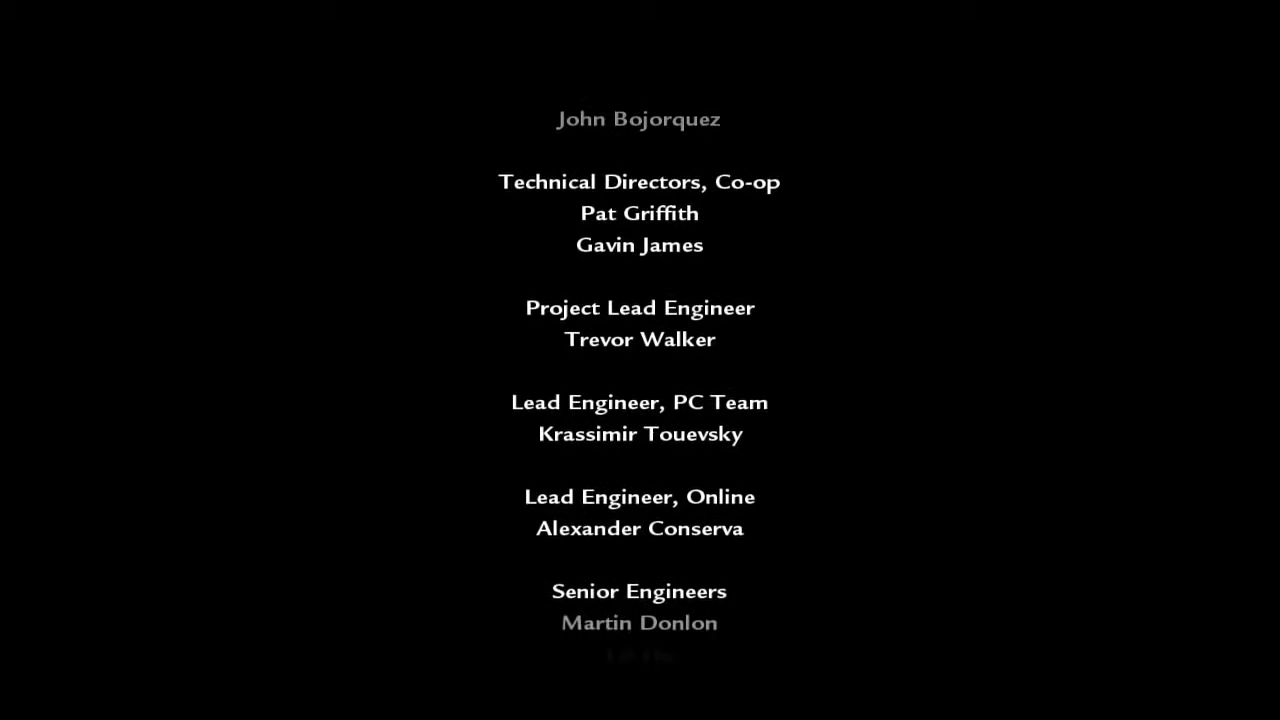 John Bojorquez
Technical Directors, Co-op
Pat Griffith
Gavin James
Project Lead Engineer
Trevor Walker
Lead Engineer, PC Team
Krassimir Touevsky
Lead Engineer, Online
Alexander Conserva
Senior Engineers
Martin Donlon